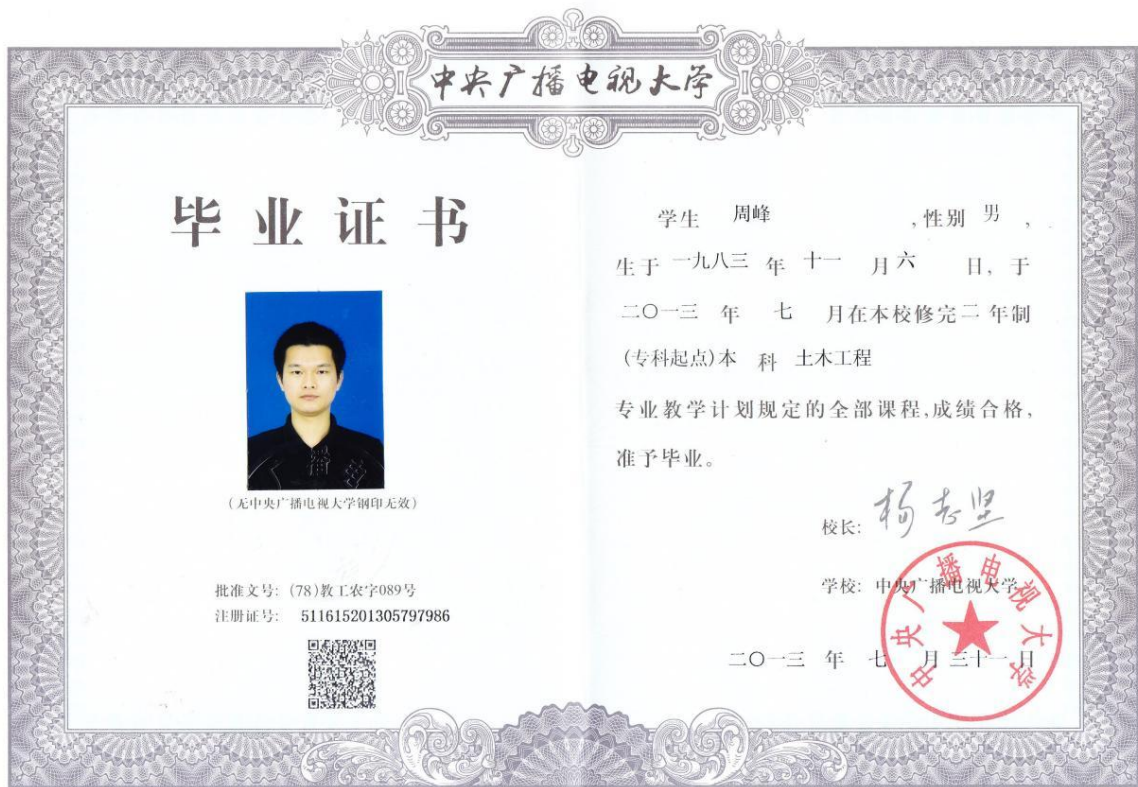 中央广播电视大学
毕业证书
(无中央广播电视大学钢印无效)
批准文号: (78)教工农字089号
注册证号: 511615201305797986
学生 周峰 ,性别 男 ,
生于 一九八三 年 十一 月 六 日, 于
二〇一三 年 七 月在本校修完 二 年制
(专科起点)本 科 土木工程
专业教学计划规定的全部课程,成绩合格,
准予毕业。
校长: 杨志坚
学校: 中央广播电视大学
二〇一三 年 七 月 三十一 日
中央广播电视大学